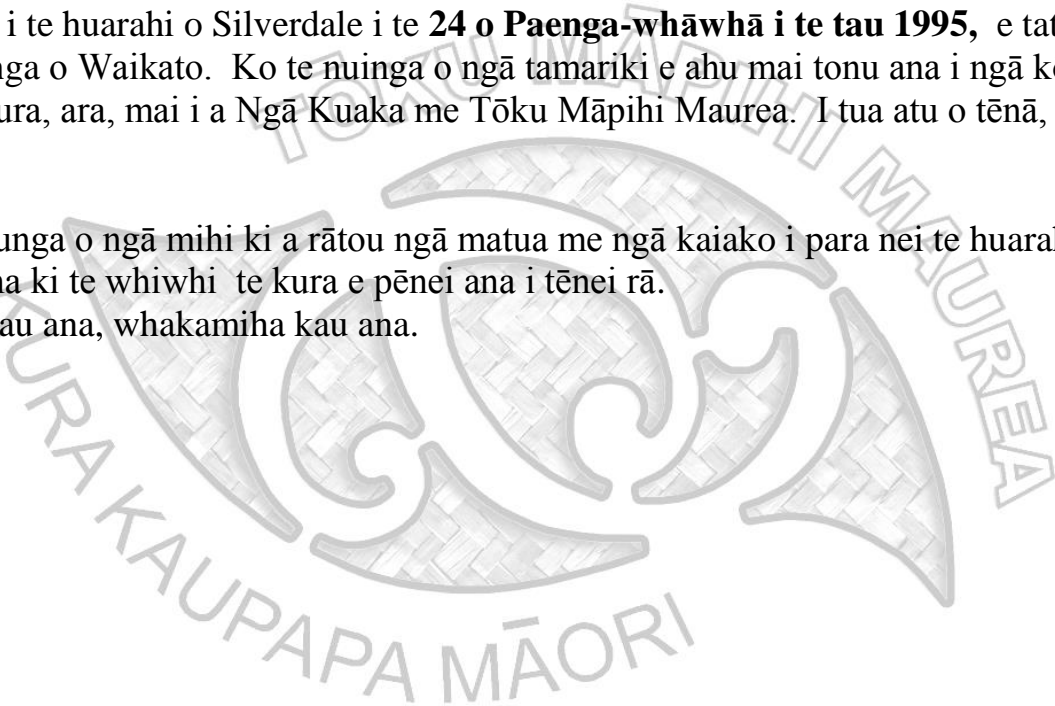 i te huarahi o Silverdale i te 24 o Paenga-whāwhā i te tau 1995, e tat
nga o Waikato. Ko te nuinga o ngā tamariki e ahu mai tonu ana i ngā k
ura, ara, mai i a Ngā Kuaka me Tōku Māpihi Maurea. I tua atu o tēnā,
unga o ngā mihi ki a rātou ngā matua me ngā kaiako i para nei te huara
na ki te whiwhi te kura e pēnei ana i tēnei rā.
au ana, whakamiha kau ana.
TŌKU MĀPIHI MAUREA
KURA KAUPAPA MĀORI